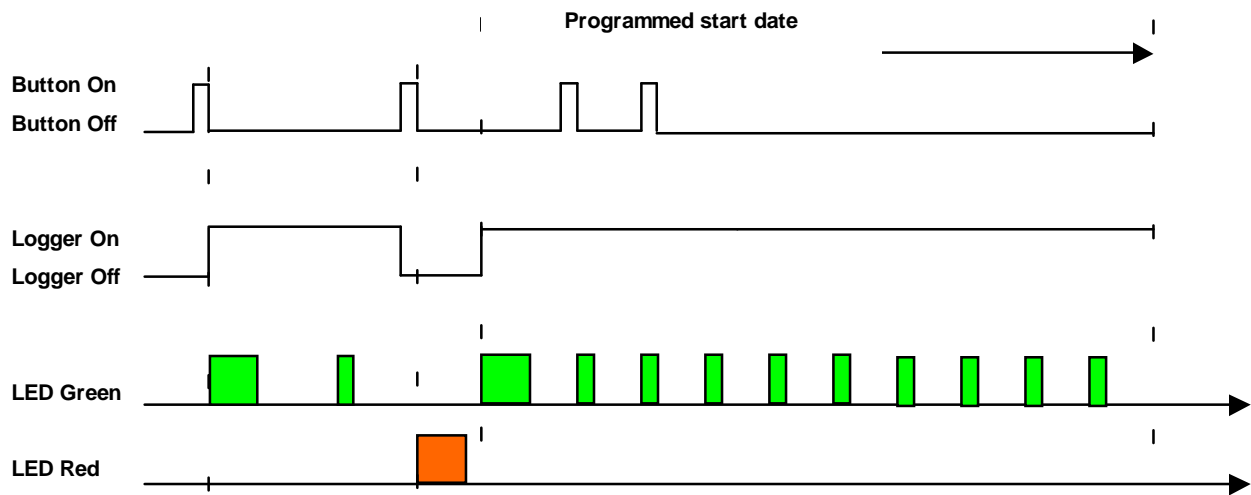 Programmed start date
Button On
Button Off
Logger On
Logger Off
LED Green
LED Red